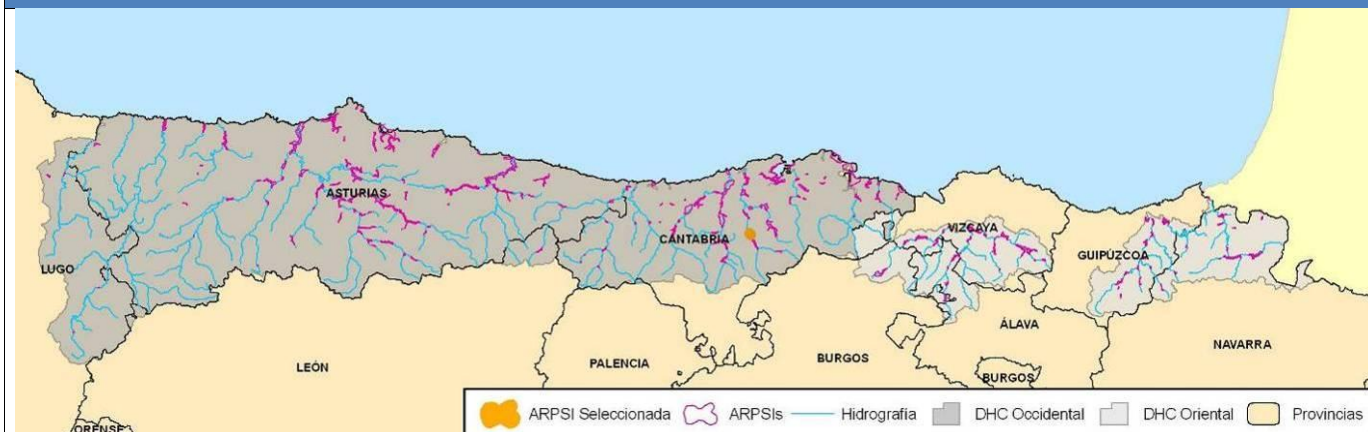 ASTURIAS
CANTABRIA
VIZCAYA
GUIPÚZCOA
LUGO
ÁLAVA
NAVARRA
LEÓN
PALENCIA
BURGOS
BURGOS
ORENSE
ARPSI Seleccionada ARPSIs Hidrografía DHC Occidental DHC Oriental Provincias